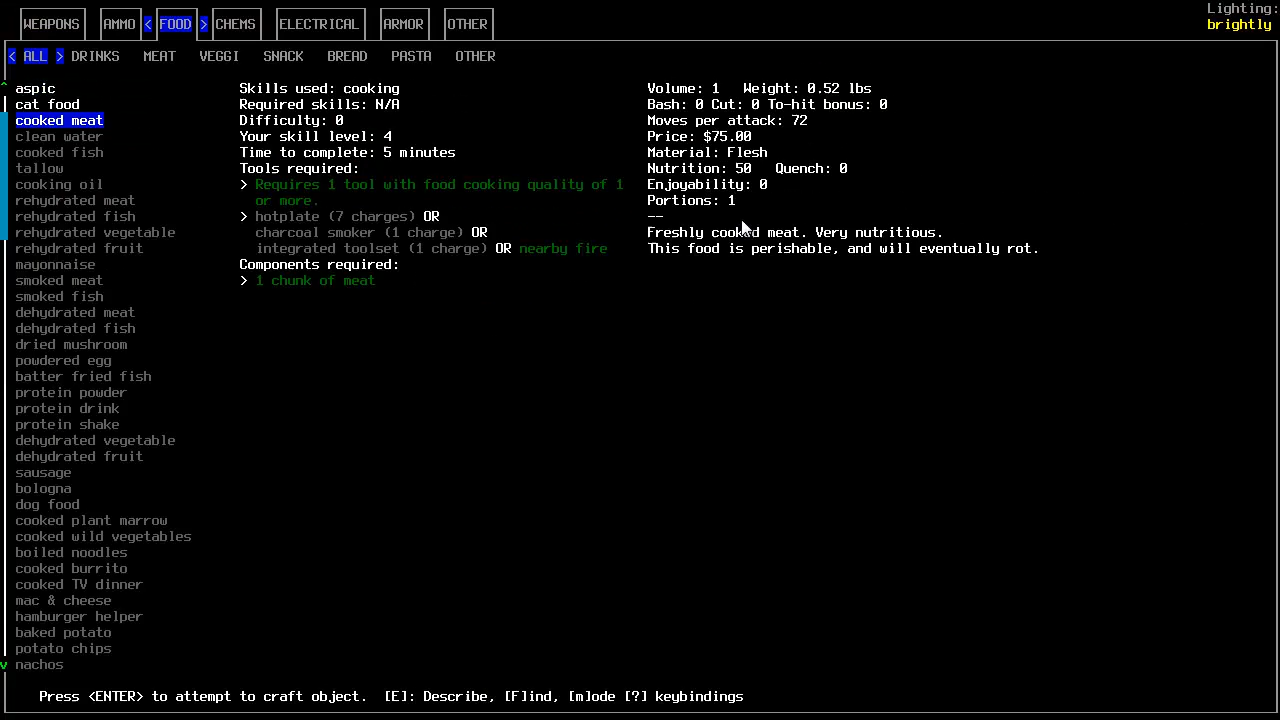 Lighting:
WEAPONS AMMO < FOOD > CHEMS ELECTRICAL ARMOR OTHER brightly
< ALL > DRINKS MEAT VEGGI SNACK BREAD PASTA OTHER
^ aspic Skills used: cooking Volume: 1 Weight: 0.52 lbs
cat food Required skills: N/A Bash: 0 Cut: 0 To-hit bonus: 0
cooked meat Difficulty: 0 Moves per attack: 72
clean water Your skill level: 4 Price: $75.00
cooked fish Time to complete: 5 minutes Material: Flesh
tallow Tools required: Nutrition: 50 Quench: 0
cooking oil > Requires 1 tool with food cooking quality of 1 Enjoyability: 0
rehydrated meat or more. Portions: 1
rehydrated fish > hotplate (7 charges) OR --
rehydrated vegetable charcoal smoker (1 charge) OR Freshly cooked meat. Very nutritious.
rehydrated fruit integrated toolset (1 charge) OR nearby fire This food is perishable, and will eventually rot.
mayonnaise Components required:
smoked meat > 1 chunk of meat
smoked fish
dehydrated meat
dehydrated fish
dried mushroom
powdered egg
batter fried fish
protein powder
protein drink
protein shake
dehydrated vegetable
dehydrated fruit
sausage
bologna
dog food
cooked plant marrow
cooked wild vegetables
boiled noodles
cooked burrito
cooked TV dinner
mac & cheese
hamburger helper
baked potato
potato chips
v nachos
Press <ENTER> to attempt to craft object. [E]: Describe, [F]ind, [m]ode [?] keybindings